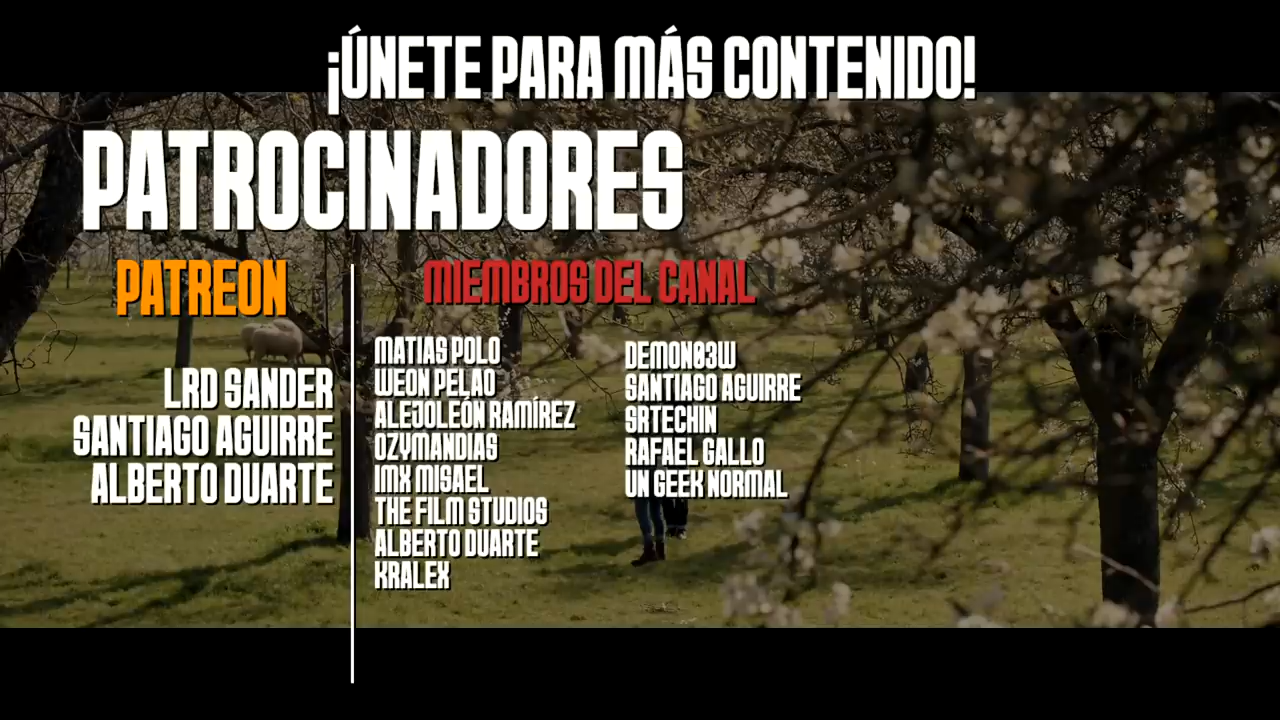 ¡ÚNETE PARA MÁS CONTENIDO!
PATROCINADORES
PATREON
LRD SANDER
SANTIAGO AGUIRRE
ALBERTO DUARTE
MIEMBROS DEL CANAL
MATIAS POLO
WEON PELAO
ALEJOLEÓN RAMÍREZ
OZYMANDIAS
IMX MISAEL
THE FILM STUDIOS
ALBERTO DUARTE
KRALEX
DEMON03W
SANTIAGO AGUIRRE
SRTECHIN
RAFAEL GALLO
UN GEEK NORMAL